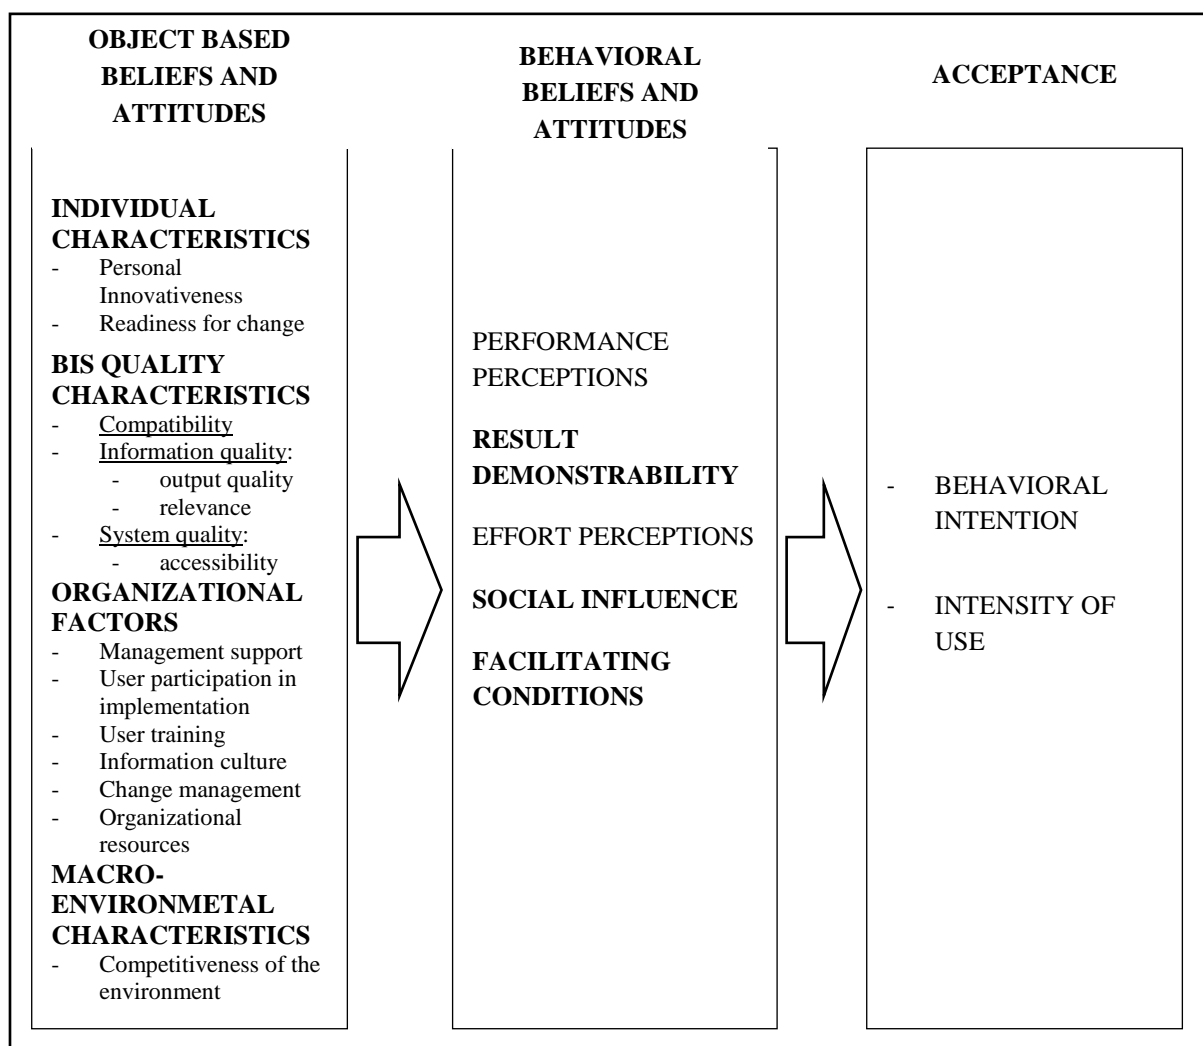 OBJECT BASED
BELIEFS AND
ATTITUDES
INDIVIDUAL
CHARACTERISTICS
- Personal
Innovativeness
- Readiness for change
BIS QUALITY
CHARACTERISTICS
- Compatibility
- Information quality:
- output quality
- relevance
- System quality:
- accessibility
ORGANIZATIONAL
FACTORS
- Management support
- User participation in
implementation
- User training
- Information culture
- Change management
- Organizational
resources
MACRO-
ENVIRONMETAL
CHARACTERISTICS
- Competitiveness of the
environment
BEHAVIORAL
BELIEFS AND
ATTITUDES
PERFORMANCE
PERCEPTIONS
RESULT
DEMONSTRABILITY
EFFORT PERCEPTIONS
SOCIAL INFLUENCE
FACILITATING
CONDITIONS
ACCEPTANCE
- BEHAVIORAL
INTENTION
- INTENSITY OF
USE